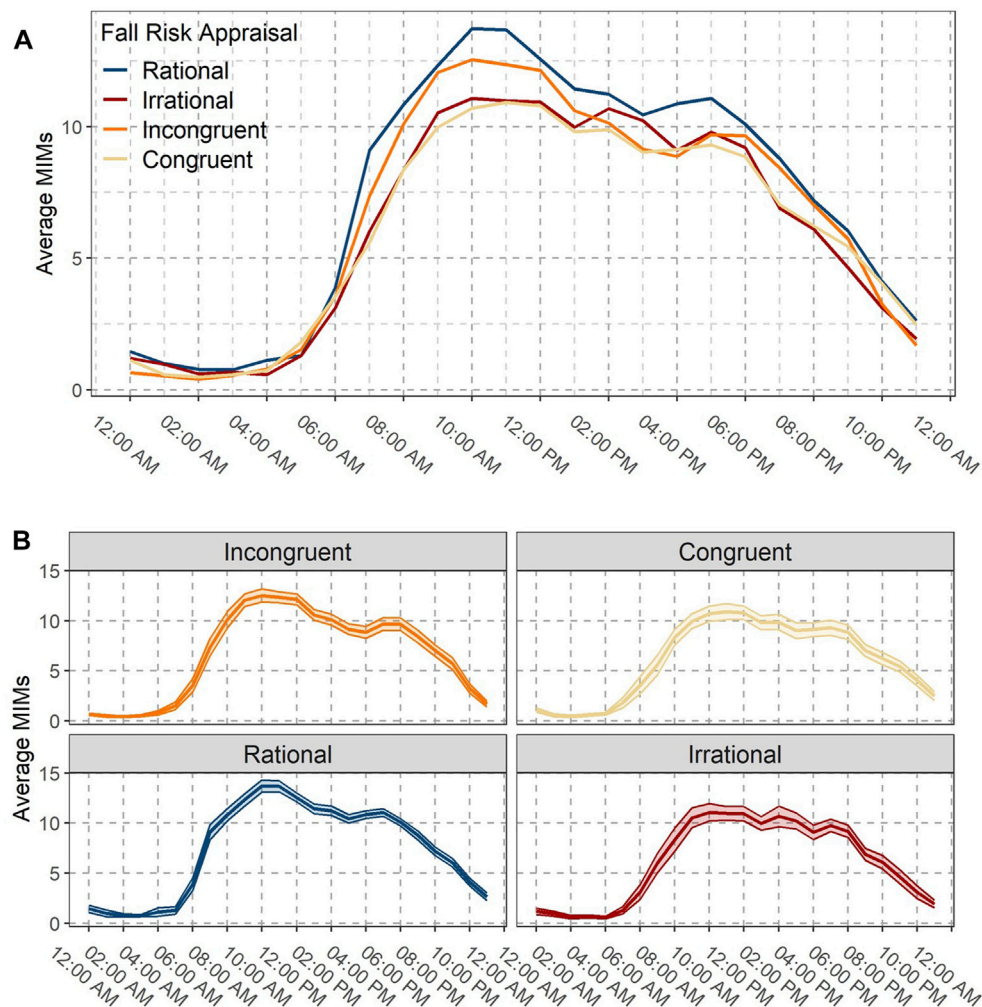 A
Fall Risk Appraisal
Rational
Irrational
Incongruent
Congruent
Average MIMs
10
5
0
12:00 AM
02:00 AM
04:00 AM
06:00 AM
08:00 AM
10:00 AM
12:00 PM
02:00 PM
04:00 PM
06:00 PM
08:00 PM
10:00 PM
12:00 AM
B
Incongruent
Congruent
15
10
5
0
Average MIMs
Rational
Irrational
15
10
5
0
12:00 AM
02:00 AM
04:00 AM
06:00 AM
08:00 AM
10:00 AM
12:00 PM
02:00 PM
04:00 PM
06:00 PM
08:00 PM
10:00 PM
12:00 AM
02:00 AM
04:00 AM
06:00 AM
08:00 AM
10:00 AM
12:00 PM
02:00 PM
04:00 PM
06:00 PM
08:00 PM
10:00 PM
12:00 AM